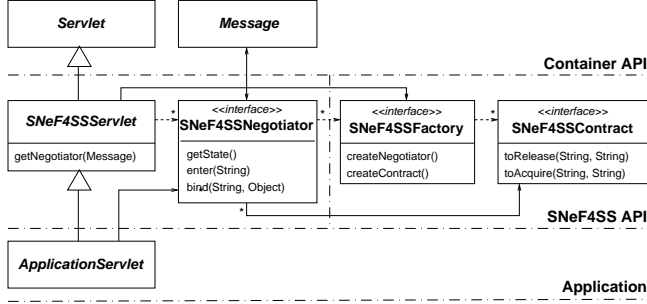 Servlet
Message
Container API
SNeF4SSServlet
getNegotiator(Message)
*
<<interface>>
SNeF4SSNegotiator
getState()
enter(String)
bind(String, Object)
*
<<interface>>
SNeF4SSFactory
createNegotiator()
createContract()
*
<<interface>>
SNeF4SSContract
toRelease(String, String)
toAcquire(String, String)
*
*
SNeF4SS API
ApplicationServlet
Application